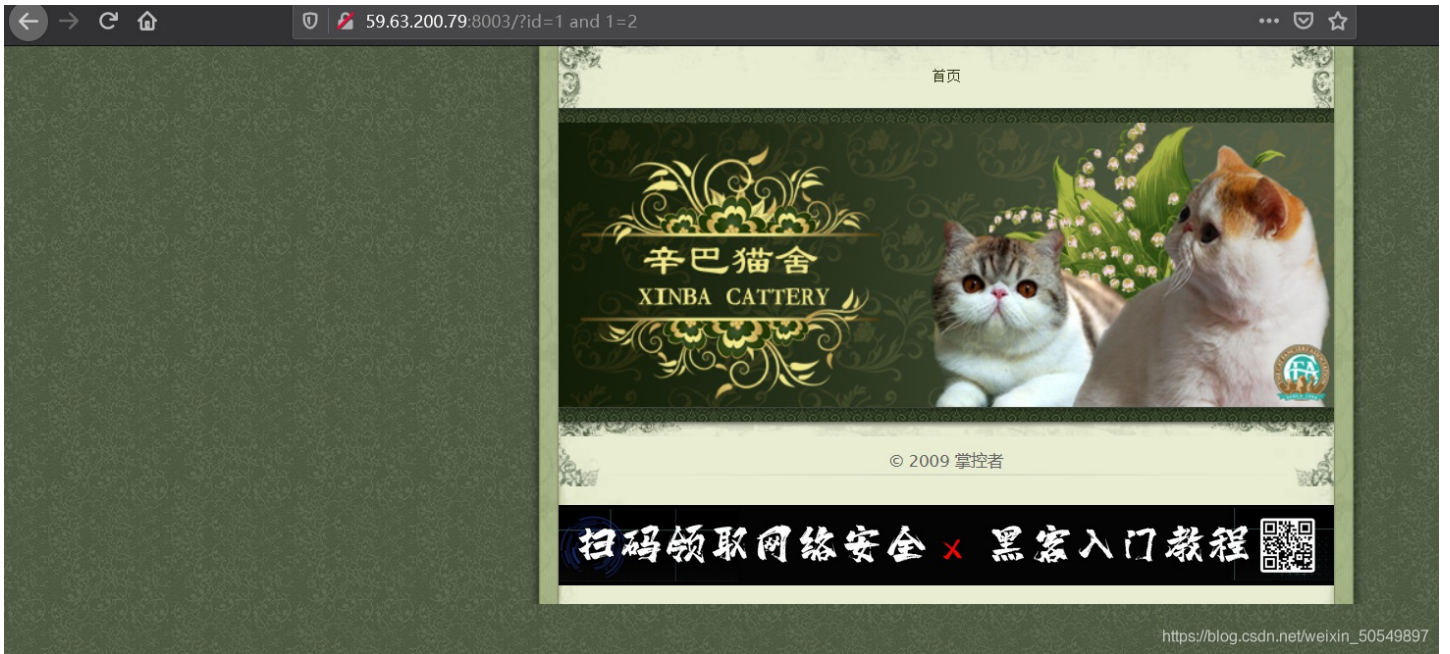 59.63.200.79:8003/?id=1 and 1=2
首页
辛巴猫舍
XINBA CATTERY
© 2009 掌控者
扫码领取网络安全 x 黑客入门教程
https://blog.csdn.net/weixin_50549897